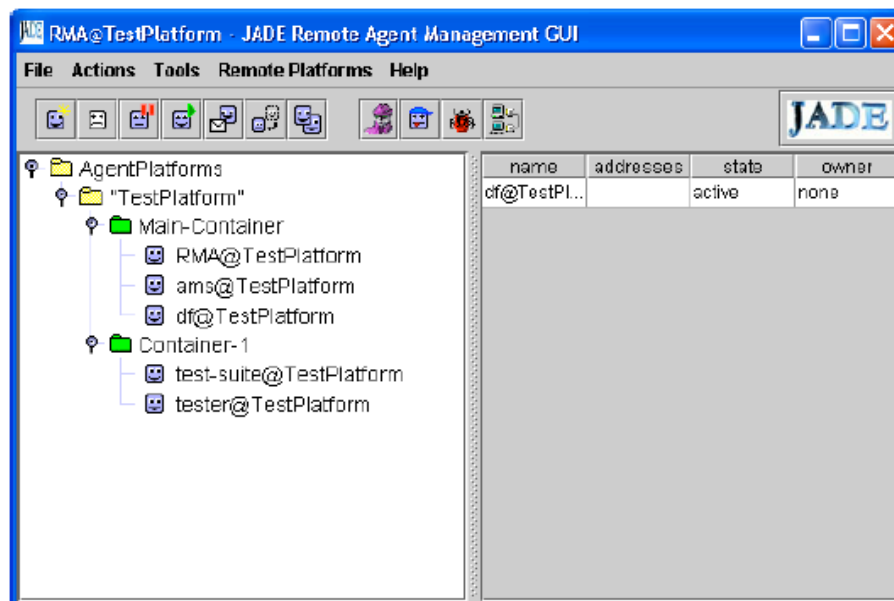 RMA@TestPlatform - JADE Remote Agent Management GUI
File Actions Tools Remote Platforms Help
JADE
AgentPlatforms
"TestPlatform"
Main-Container
RMA@TestPlatform
ams@TestPlatform
df@TestPlatform
Container-1
test-suite@TestPlatform
tester@TestPlatform
name addresses state owner
df@TestPl... active none